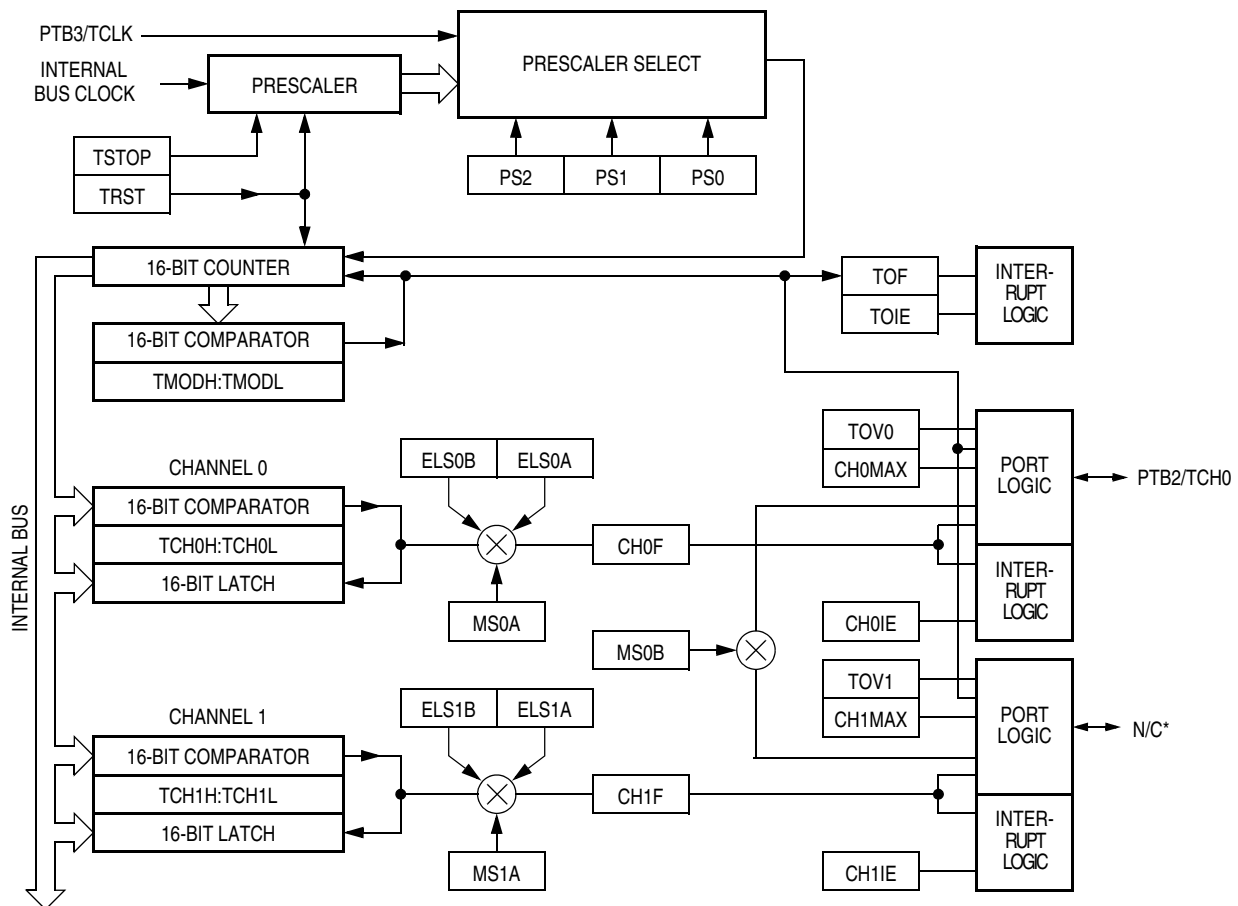 PTB3/TCLK
INTERNAL
BUS CLOCK
PRESCALER
PRESCALER SELECT
TSTOP
TRST
PS2
PS1
PS0
16-BIT COUNTER
16-BIT COMPARATOR
TMODH:TMODL
TOF
TOIE
INTER-
RUPT
LOGIC
INTERNAL BUS
CHANNEL 0
16-BIT COMPARATOR
TCH0H:TCH0L
16-BIT LATCH
ELS0B
ELS0A
MS0A
CH0F
TOV0
CH0MAX
PORT
LOGIC
PTB2/TCH0
INTER-
RUPT
LOGIC
CH0IE
MS0B
CHANNEL 1
16-BIT COMPARATOR
TCH1H:TCH1L
16-BIT LATCH
ELS1B
ELS1A
MS1A
CH1F
TOV1
CH1MAX
PORT
LOGIC
N/C*
INTER-
RUPT
LOGIC
CH1IE